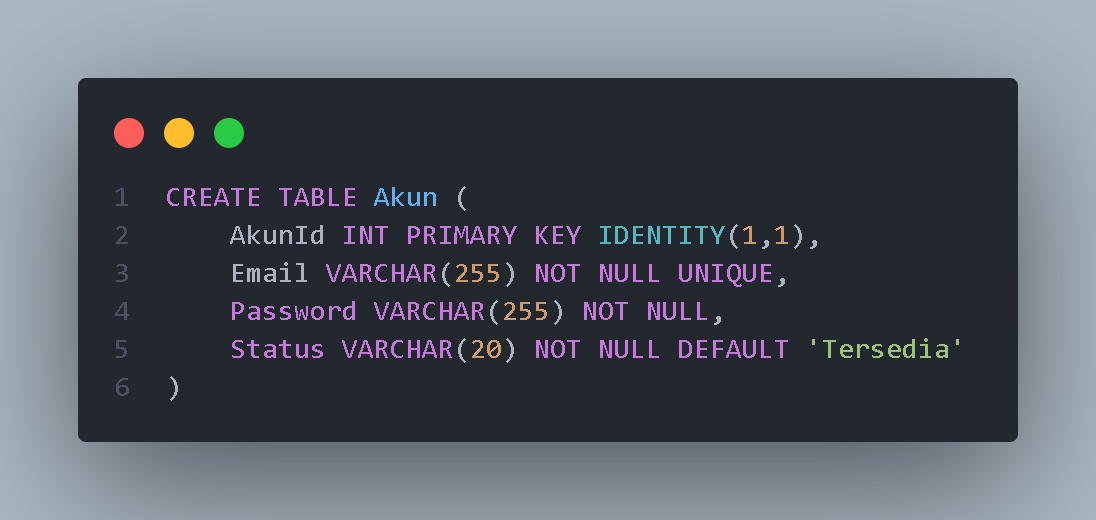 1 CREATE TABLE Akun (
2     AkunId INT PRIMARY KEY IDENTITY(1,1),
3     Email VARCHAR(255) NOT NULL UNIQUE,
4     Password VARCHAR(255) NOT NULL,
5     Status VARCHAR(20) NOT NULL DEFAULT 'Tersedia'
6 )